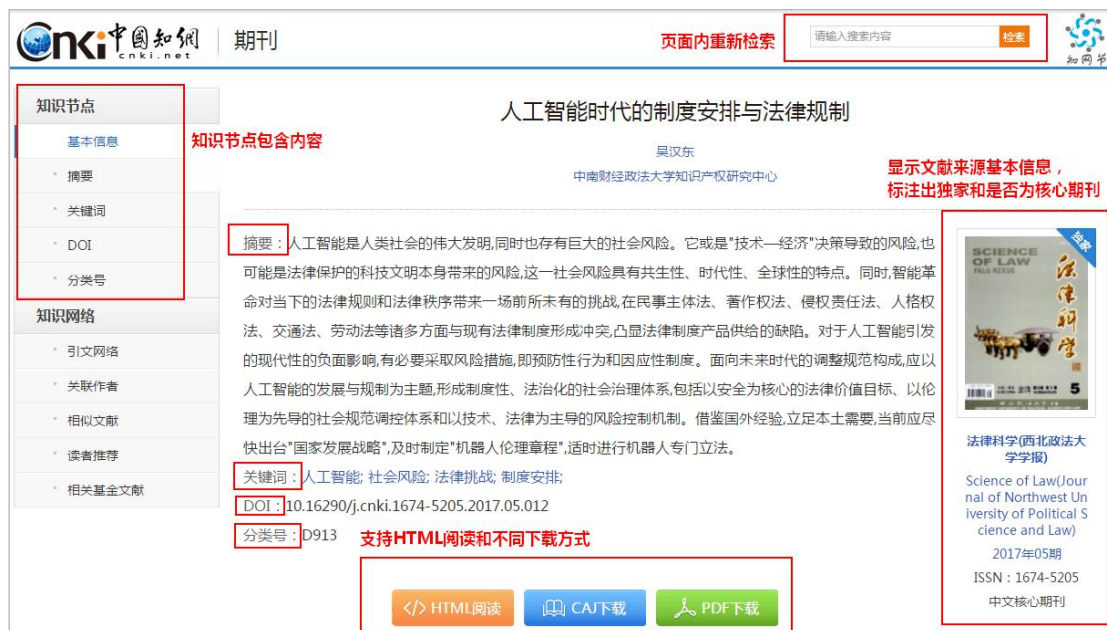 cnki 中国知网
cnki.net
期刊
页面内重新检索
请输入搜索内容
检索
知网节
知识节点
基本信息
摘要
关键词
DOI
分类号
知识节点包含内容
知识网络
引文网络
关联作者
相似文献
读者推荐
相关基金文献
人工智能时代的制度安排与法律规制
吴汉东
中南财经政法大学知识产权研究中心
摘要：人工智能是人类社会的伟大发明,同时也存有巨大的社会风险。它或是"技术—经济"决策导致的风险,也
可能是法律保护的科技文明本身带来的风险,这一社会风险具有共生性、时代性、全球性的特点。同时,智能革
命对当下的法律规则和法律秩序带来一场前所未有的挑战,在民事主体法、著作权法、侵权责任法、人格权
法、交通法、劳动法等诸多方面与现有法律制度形成冲突,凸显法律制度产品供给的缺陷。对于人工智能引发
的现代性的负面影响,有必要采取风险措施,即预防性行为和因应性制度。面向未来时代的调整规范构成,应以
人工智能的发展与规制为主题,形成制度性、法治化的社会治理体系,包括以安全为核心的法律价值目标、以伦
理为先导的社会规范调控体系和以技术、法律为主导的风险控制机制。借鉴国外经验,立足本土需要,当前应尽
快出台"国家发展战略",及时制定"机器人伦理章程",适时进行机器人专门立法。
关键词：人工智能; 社会风险; 法律挑战; 制度安排;
DOI：10.16290/j.cnki.1674-5205.2017.05.012
分类号：D913
支持HTML阅读和不同下载方式
</> HTML阅读
CAJ下载
PDF下载
显示文献来源基本信息，
标注出独家和是否为核心期刊
独家
SCIENCE
OF LAW
法律科学
5
法律科学(西北政法大
学学报)
Science of Law(Jour
nal of Northwest Un
iversity of Political S
cience and Law)
2017年05期
ISSN：1674-5205
中文核心期刊